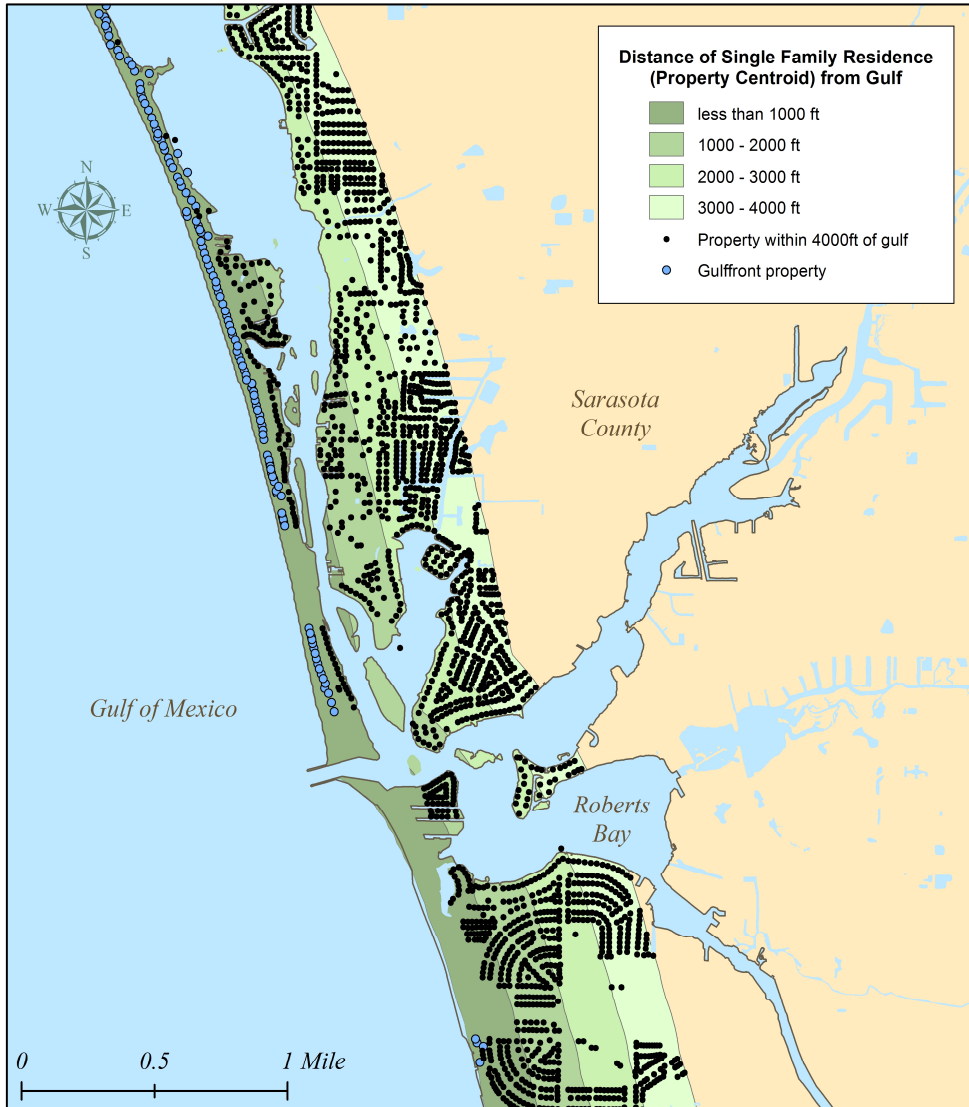 Distance of Single Family Residence
(Property Centroid) from Gulf
less than 1000 ft
1000 - 2000 ft
2000 - 3000 ft
3000 - 4000 ft
Property within 4000ft of gulf
Gulffront property
N
W E
S
Sarasota
County
Gulf of Mexico
Roberts
Bay
0 0.5 1 Mile